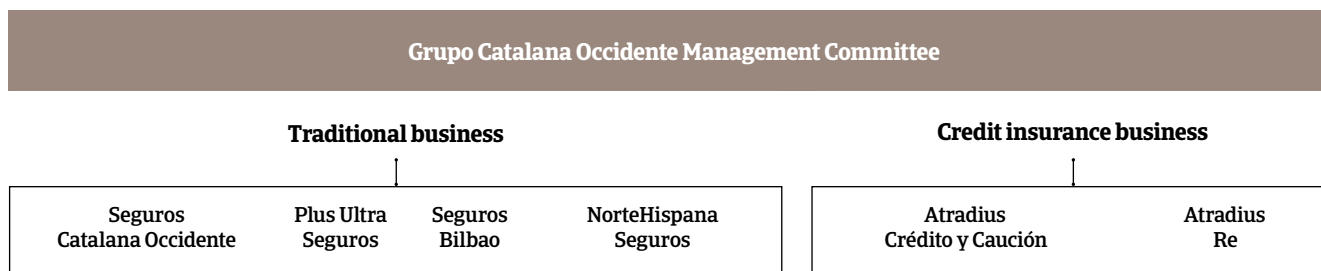 Grupo Catalana Occidente Management Committee
Traditional business
Credit insurance business
Seguros
Catalana Occidente
Plus Ultra
Seguros
Seguros
Bilbao
NorteHispana
Seguros
Atradius
Crédito y Caución
Atradius
Re